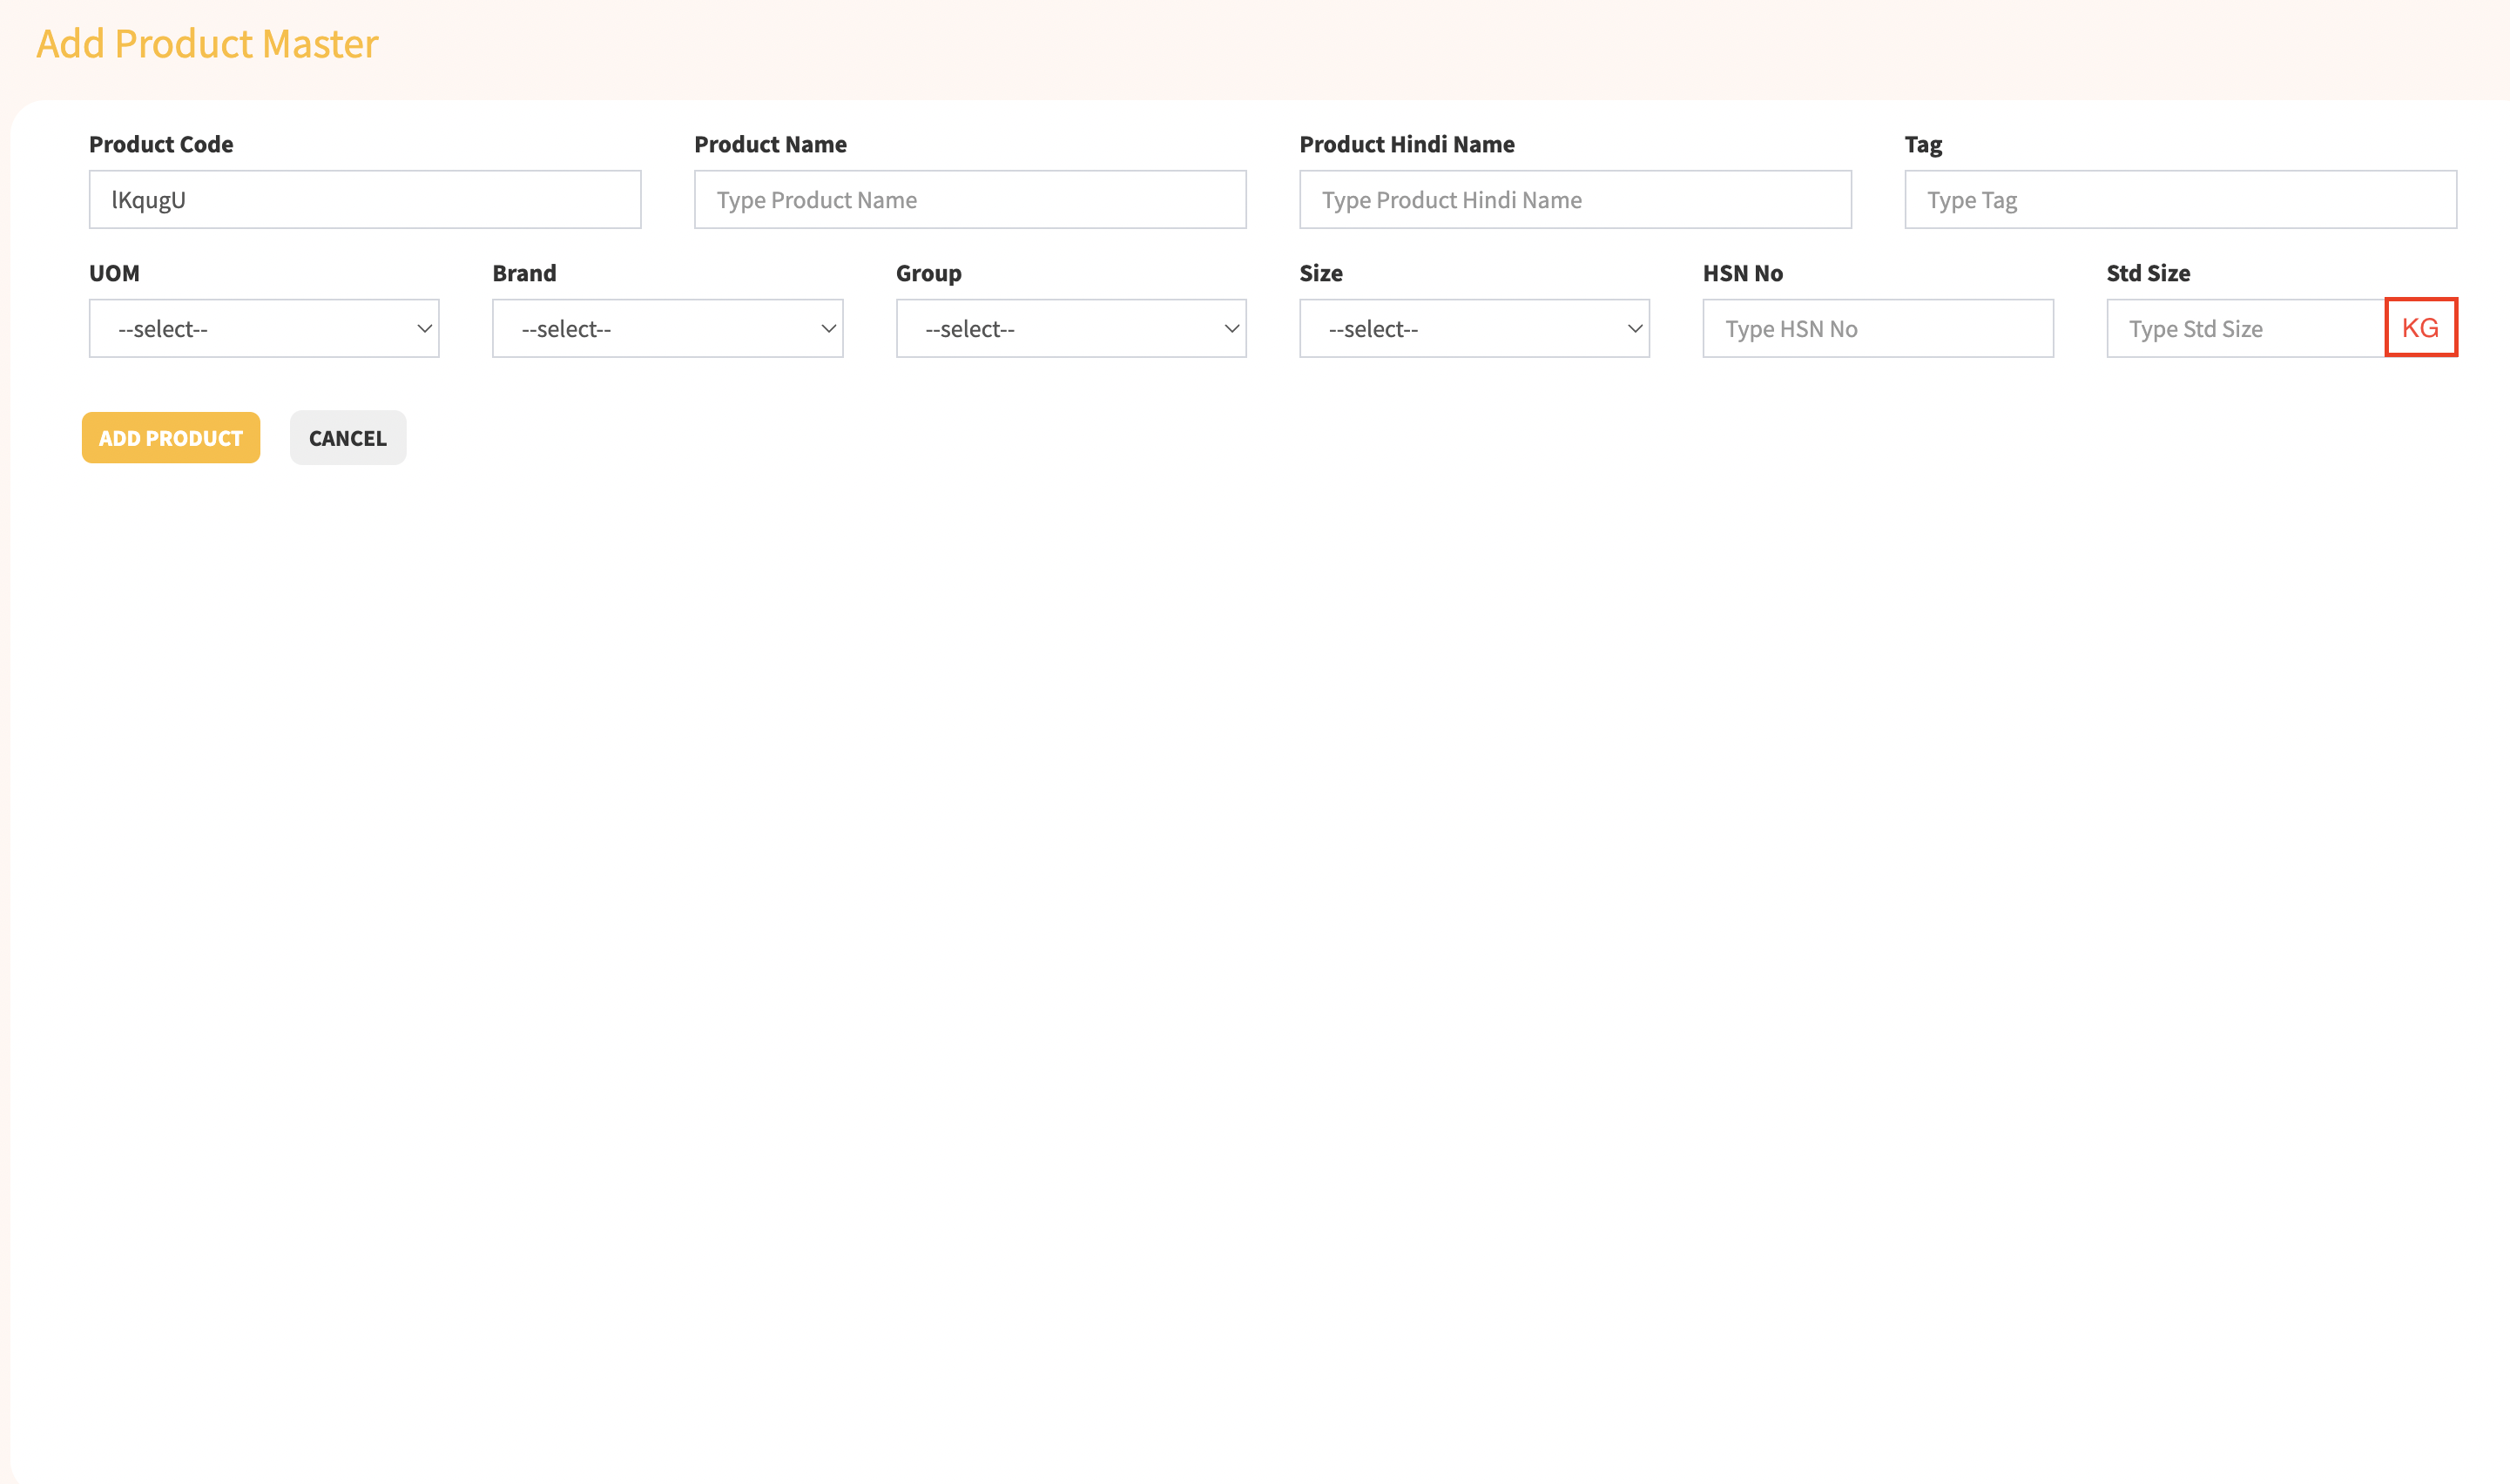 Add Product Master
Product Code
Product Name
Product Hindi Name
Tag
lKqugU
Type Product Name
Type Product Hindi Name
Type Tag
UOM
Brand
Group
Size
HSN No
Std Size
--select--
--select--
--select--
--select--
Type HSN No
Type Std Size
KG
ADD PRODUCT
CANCEL